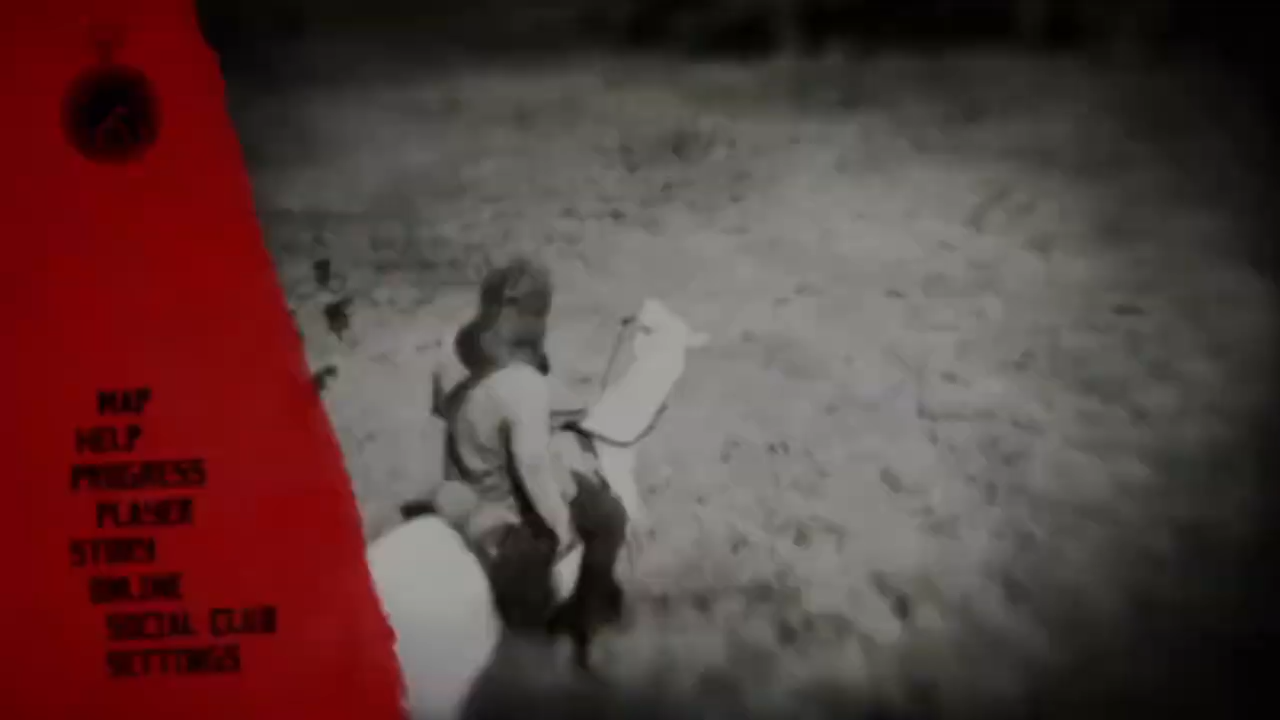 MAP
HELP
PROGRESS
PLAYER
STORY
ONLINE
SOCIAL CLUB
SETTINGS